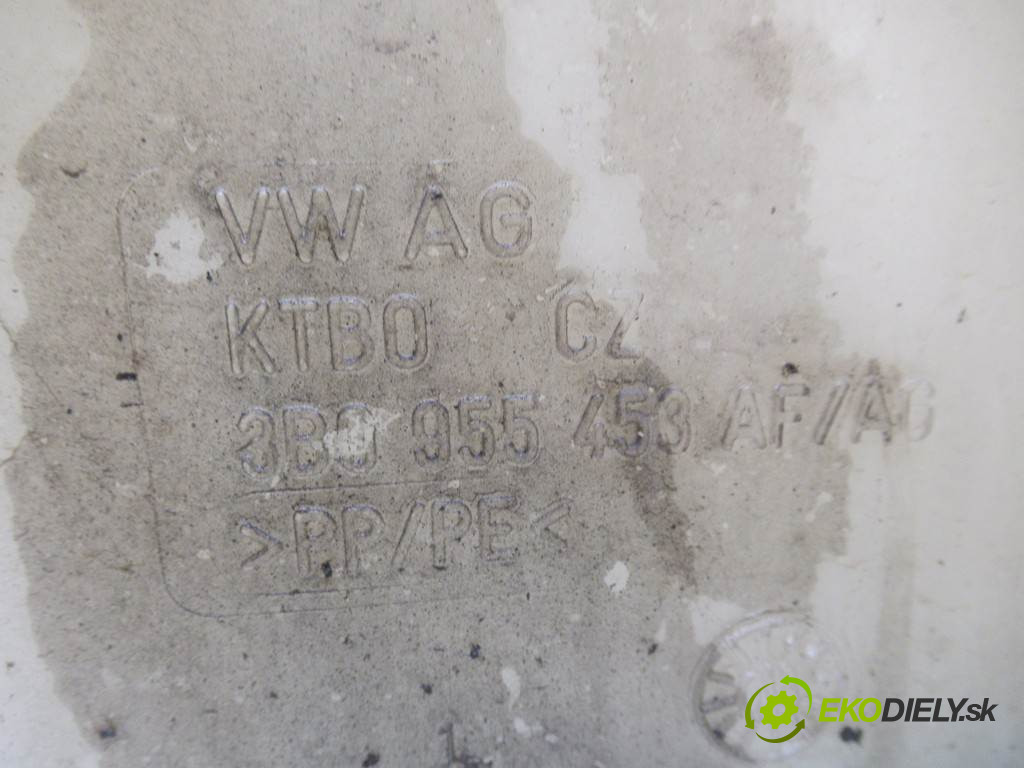 VW AG
KTBO CZ
3B0 955 453 AF/AG
>PP/PE<
EKODIELY.sk